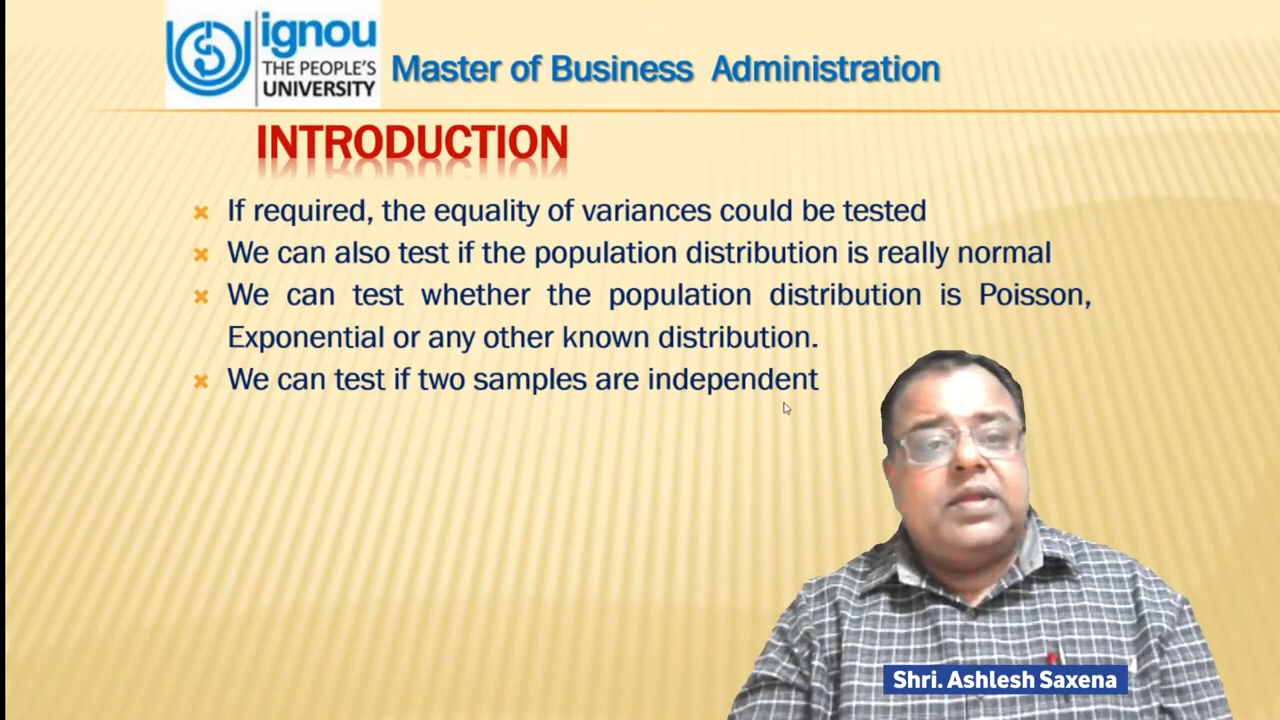 ignou
THE PEOPLE'S
UNIVERSITY
Master of Business Administration
INTRODUCTION
If required, the equality of variances could be tested
We can also test if the population distribution is really normal
We can test whether the population distribution is Poisson,
Exponential or any other known distribution.
We can test if two samples are independent
Shri. Ashlesh Saxena